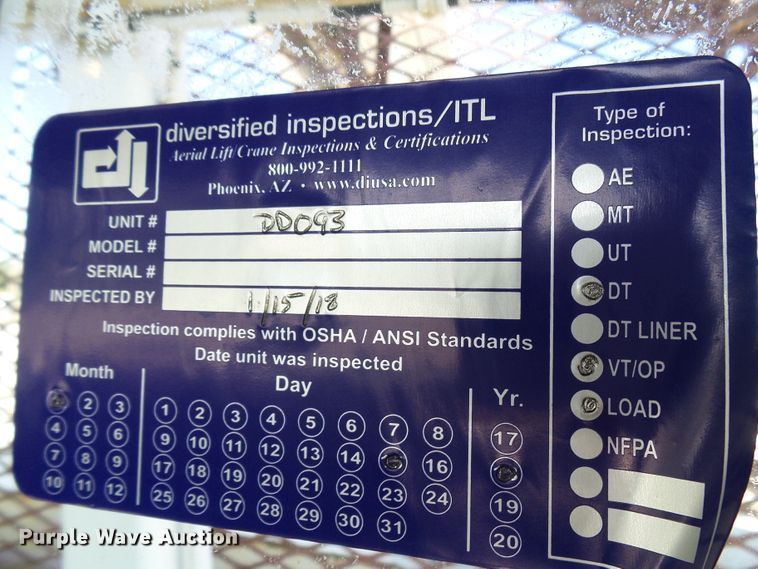 diversified inspections/ITL
Aerial Lift/Crane Inspections & Certifications
800-992-1111
Phoenix, AZ • www.diusa.com
UNIT # DD093
MODEL #
SERIAL #
INSPECTED BY 1/15/18
Inspection complies with OSHA / ANSI Standards
Date unit was inspected
Month
2 3
4 5 6
7 8 9
10 11 12
Day
1 2 3 4 5 6 7 8
9 10 11 12 13 14 16
17 18 19 20 21 22 23 24
25 26 27 28 29 30 31
Yr.
17
19
20
Type of
Inspection:
AE
MT
UT
DT
DT LINER
VT/OP
LOAD
NFPA
Purple Wave Auction